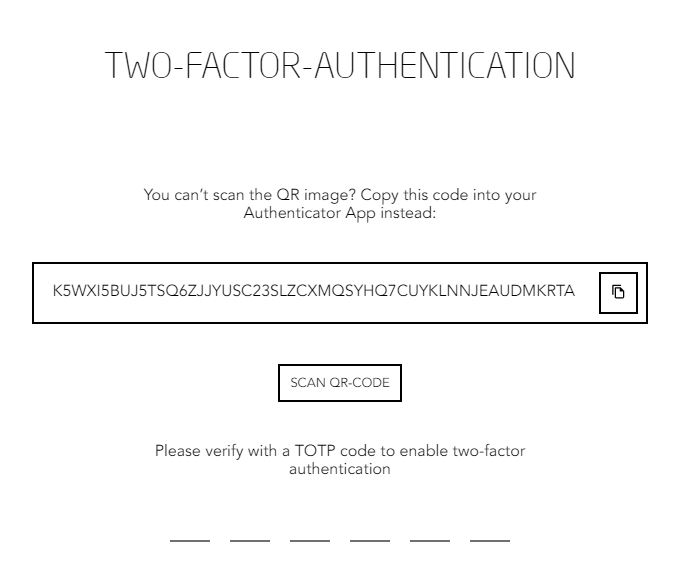 TWO-FACTOR-AUTHENTICATION
You can’t scan the QR image? Copy this code into your
Authenticator App instead:
K5WXI5BUJ5TSQ6ZJJYUSC23SLZCXMQSYHQ7CUYKLNNJEAUDMKRTA
SCAN QR-CODE
Please verify with a TOTP code to enable two-factor
authentication